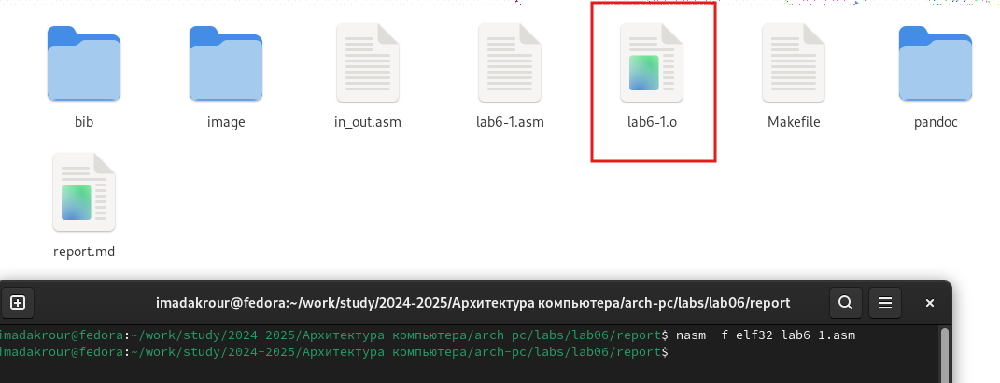 bib
image
in_out.asm
lab6-1.asm
lab6-1.o
Makefile
pandoc
report.md
imadakrour@fedora:~/work/study/2024-2025/Архитектура компьютера/arch-pc/labs/lab06/report
imadakrour@fedora:~/work/study/2024-2025/Архитектура компьютера/arch-pc/labs/lab06/report$ nasm -f elf32 lab6-1.asm
imadakrour@fedora:~/work/study/2024-2025/Архитектура компьютера/arch-pc/labs/lab06/report$